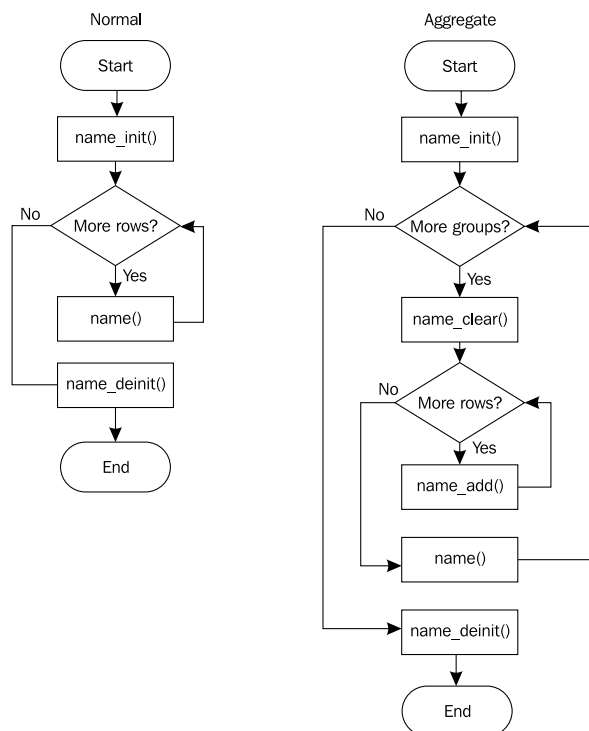 Normal
Start
name_init()
More rows?
No
Yes
name()
name_deinit()
End
Aggregate
Start
name_init()
More groups?
No
Yes
name_clear()
More rows?
No
Yes
name_add()
name()
name_deinit()
End